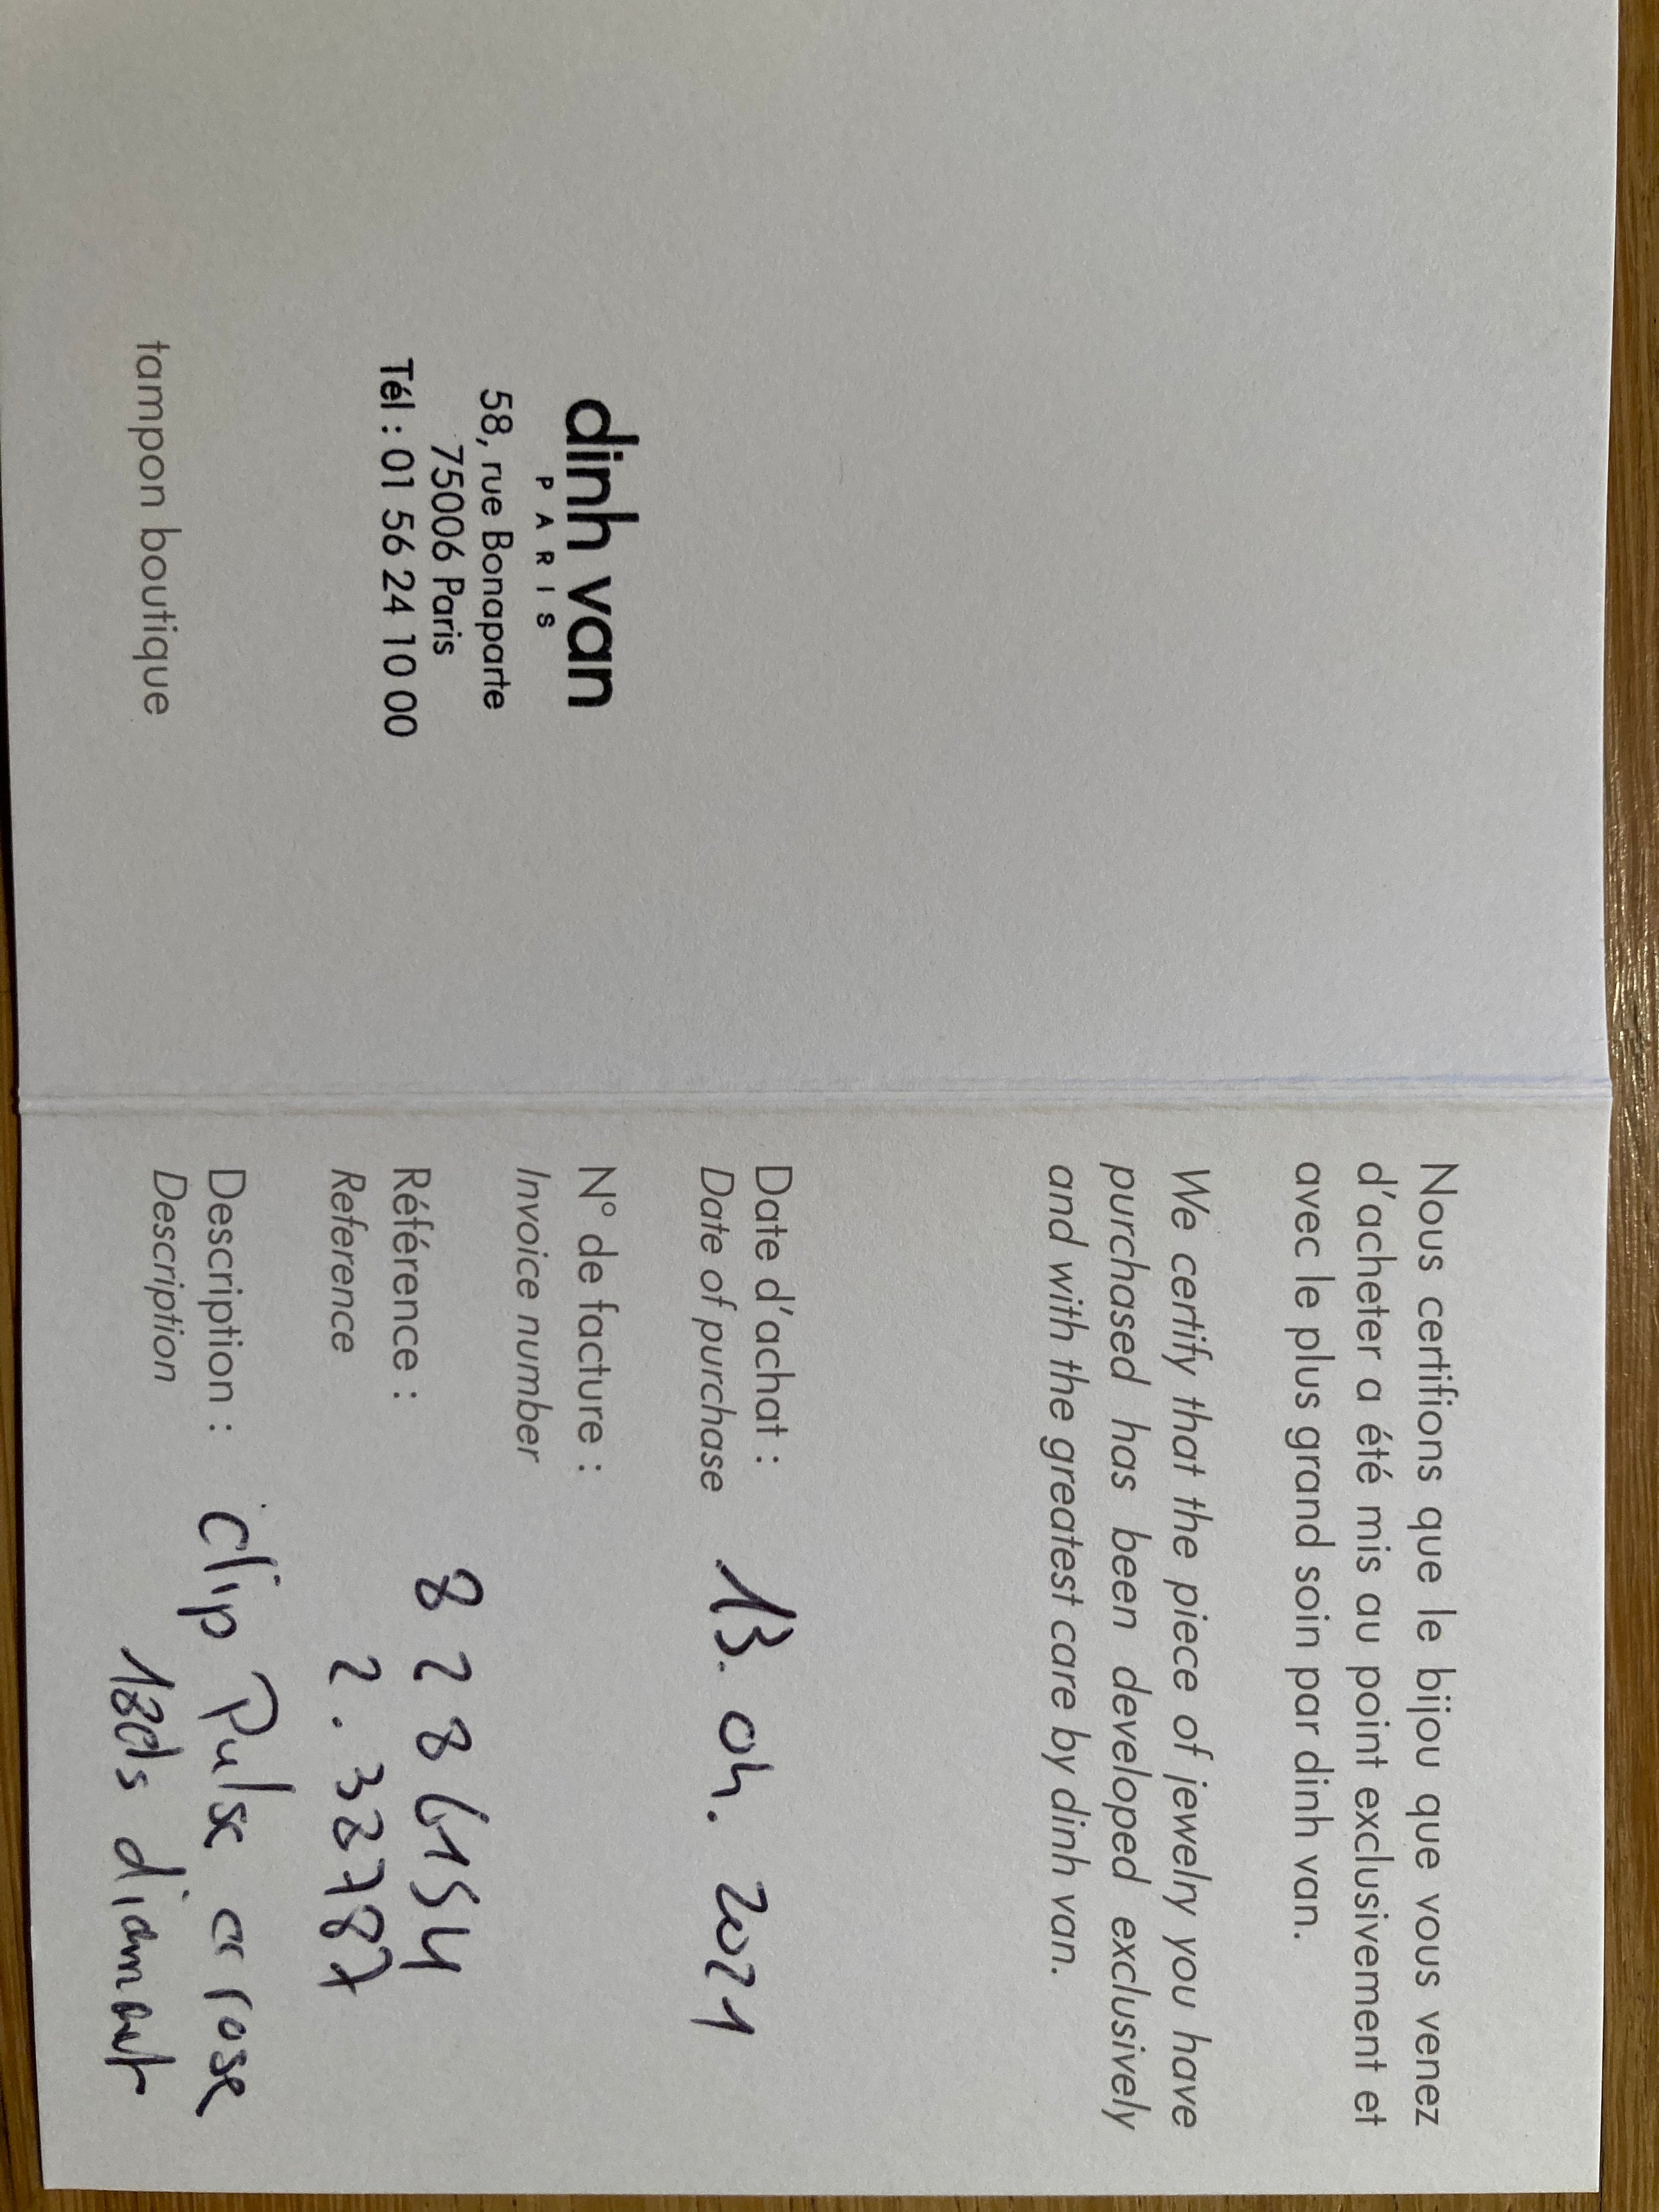 dinh van
PARIS
58, rue Bonaparte
75006 Paris
Tél : 01 56 24 10 00
tampon boutique
Nous certifions que le bijou que vous venez
d'acheter a été mis au point exclusivement et
avec le plus grand soin par dinh van.
We certify that the piece of jewelry you have
purchased has been developed exclusively
and with the greatest care by dinh van.
Date d'achat : 13. 04. 2021
Date of purchase
N° de facture :
Invoice number
Référence : 8286154
Reference 2.32787
Description : Clip Pulse or rose
Description diamant